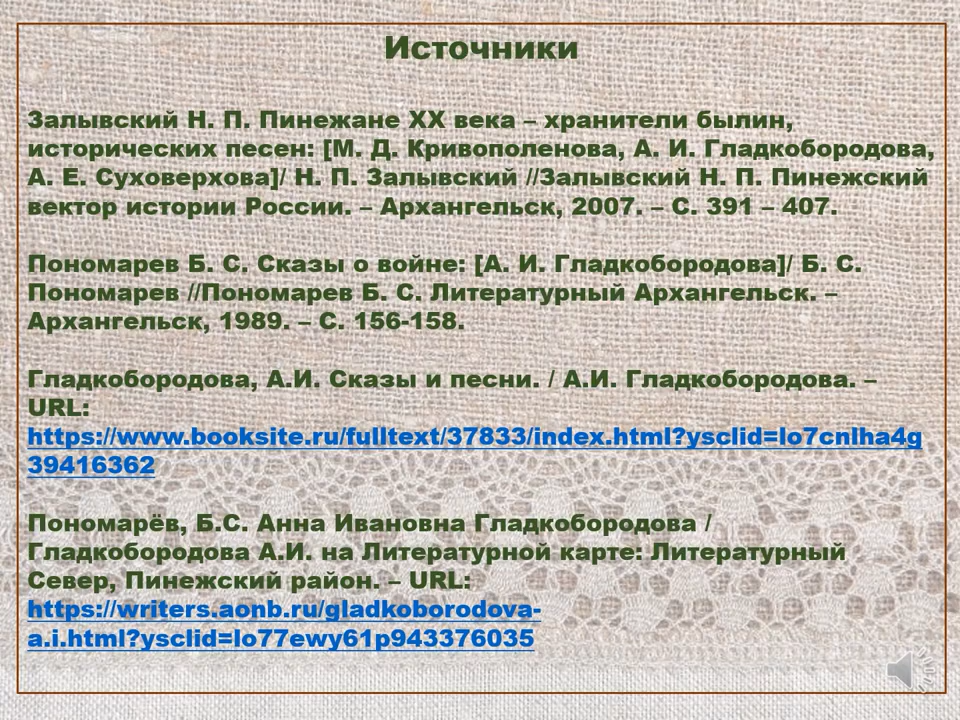 Источники
Залывский Н. П. Пинежане XX века – хранители былин,
исторических песен: [М. Д. Кривополенова, А. И. Гладкобородова,
А. Е. Суховерхова]/ Н. П. Залывский //Залывский Н. П. Пинежский
вектор истории России. – Архангельск, 2007. – С. 391 – 407.
Пономарев Б. С. Сказы о войне: [А. И. Гладкобородова]/ Б. С.
Пономарев //Пономарев Б. С. Литературный Архангельск. –
Архангельск, 1989. – С. 156-158.
Гладкобородова, А.И. Сказы и песни. / А.И. Гладкобородова. –
URL:
https://www.booksite.ru/fulltext/37833/index.html?ysclid=lo7cnlha4g
39416362
Пономарёв, Б.С. Анна Ивановна Гладкобородова /
Гладкобородова А.И. на Литературной карте: Литературный
Север, Пинежский район. – URL:
https://writers.aonb.ru/gladkoborodova-
a.i.html?ysclid=lo77ewy61p943376035